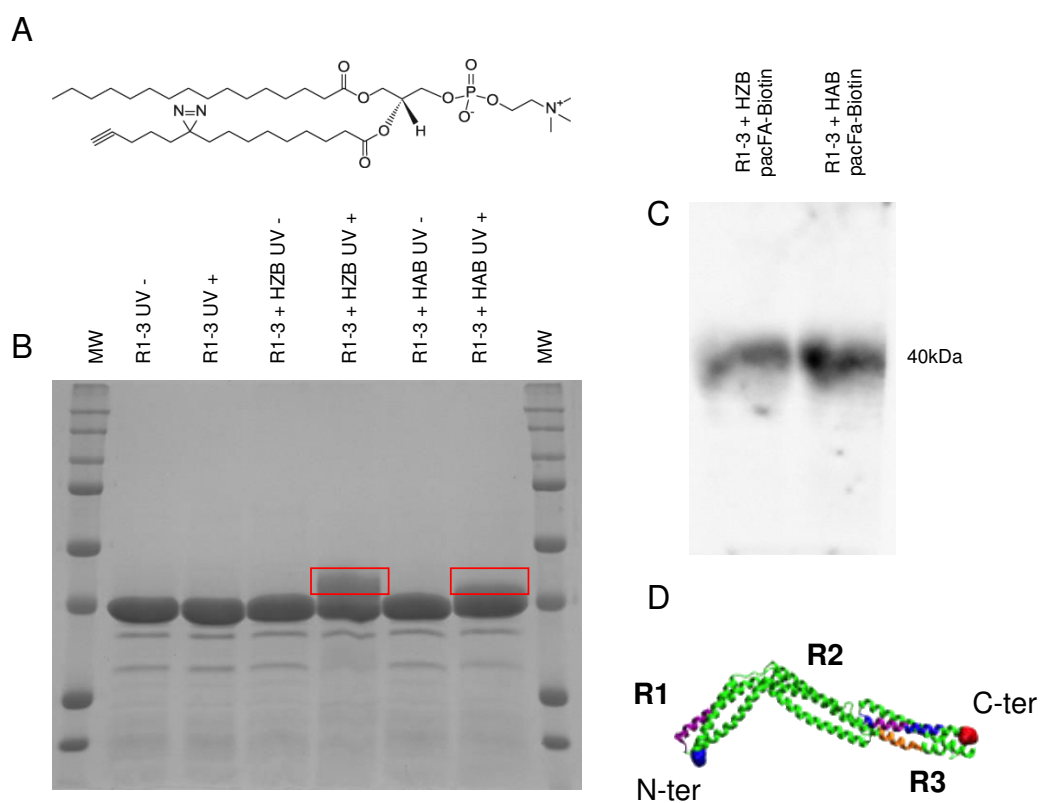 A
O
O
P
O
O
O
O-
N+
N=N
H
O
O
R1-3 + HZB
pacFA-Biotin
R1-3 + HAB
pacFa-Biotin
C
40kDa
B
MW
R1-3 UV -
R1-3 UV +
R1-3 + HZB UV -
R1-3 + HZB UV +
R1-3 + HAB UV -
R1-3 + HAB UV +
MW
D
R1
R2
R3
N-ter
C-ter